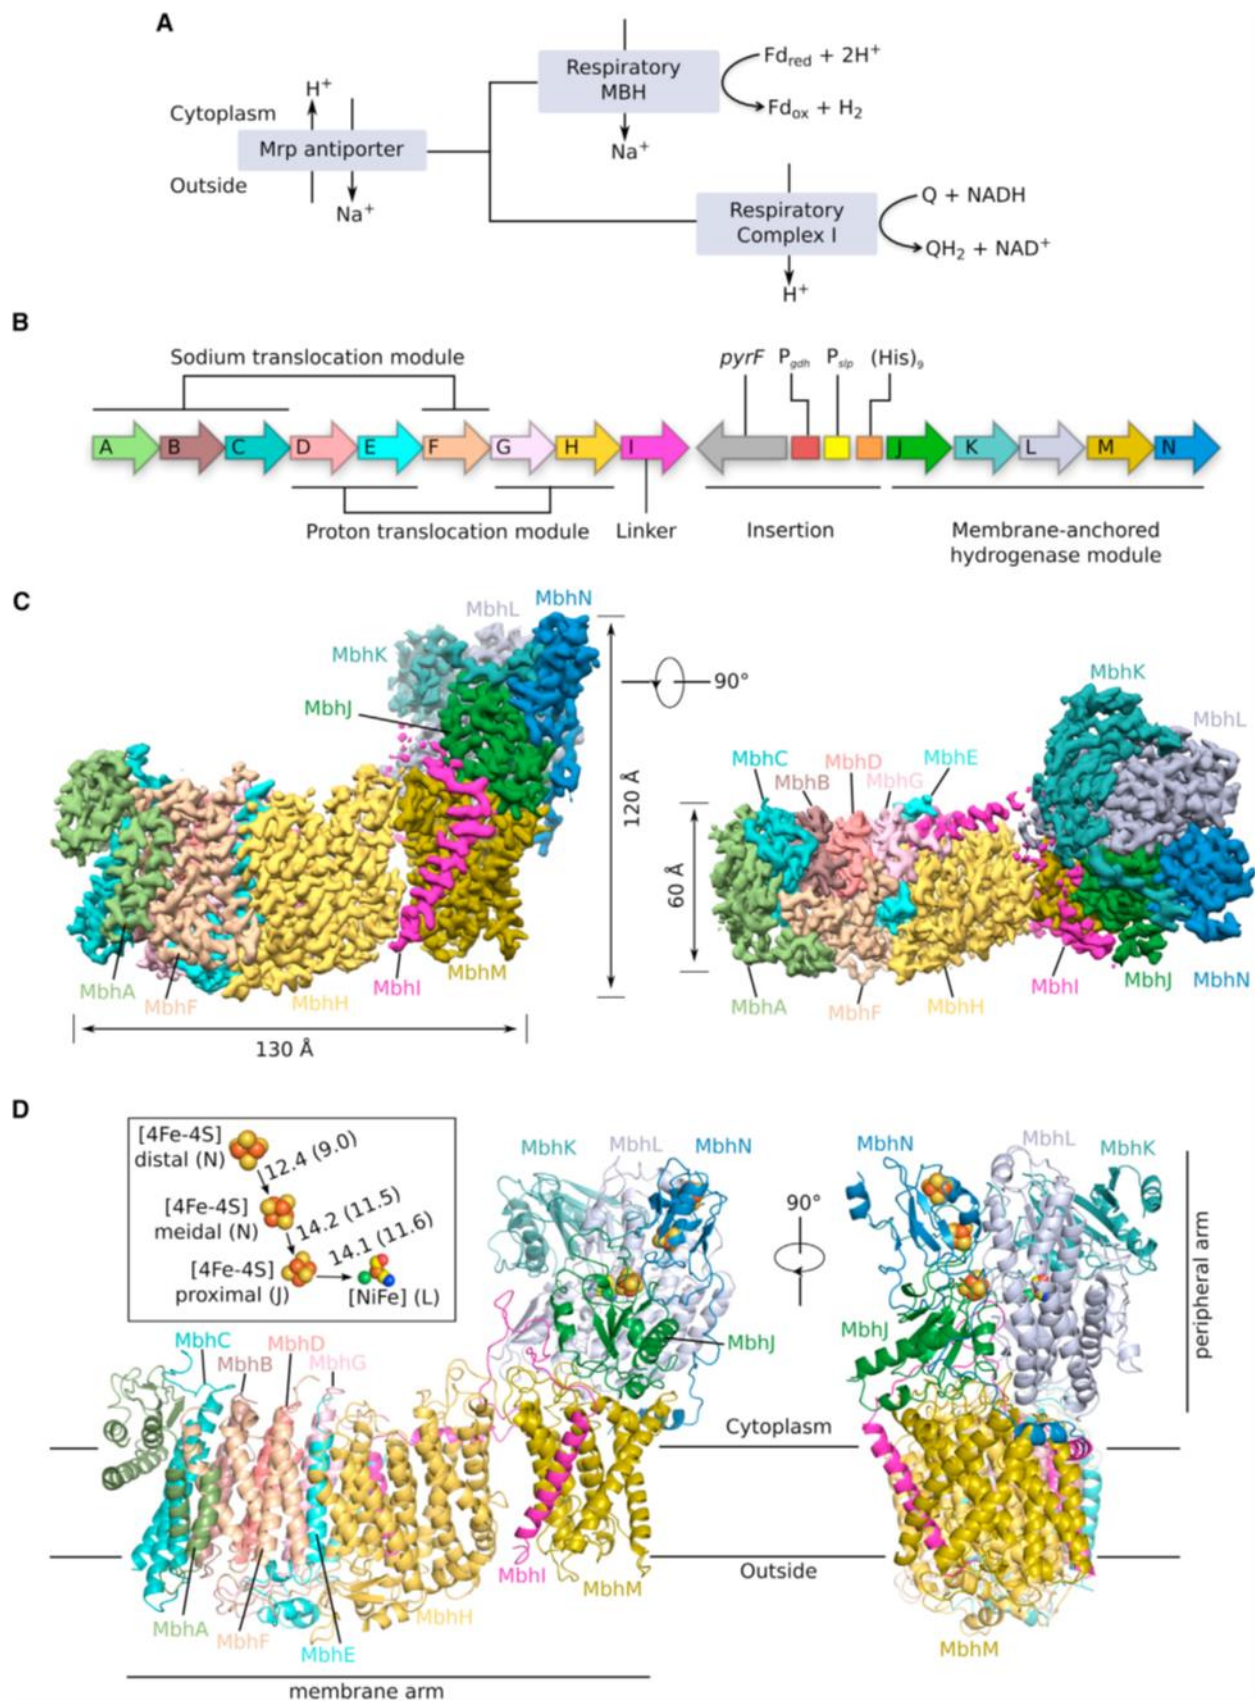 A
Respiratory
MBH
Fd_red + 2H⁺
Fd_ox + H₂
Na⁺
H⁺
Cytoplasm
Mrp antiporter
Outside
Na⁺
Respiratory
Complex I
Q + NADH
QH₂ + NAD⁺
H⁺
B
Sodium translocation module
pyrF P_gdh P_slp (His)₉
A B C D E F G H I J K L M N
Proton translocation module
Linker
Insertion
Membrane-anchored
hydrogenase module
C
MbhN
MbhL
MbhK
MbhJ
120 Å
MbhA
MbhF
MbhH
MbhI
MbhM
130 Å
90°
MbhK
MbhL
MbhC
MbhB
MbhD
MbhG
MbhE
60 Å
MbhA
MbhF
MbhH
MbhI
MbhJ
MbhN
D
[4Fe-4S]
distal (N)
12.4 (9.0)
[4Fe-4S]
meidal (N)
14.2 (11.5)
[4Fe-4S]
proximal (J)
14.1 (11.6)
[NiFe] (L)
MbhK
MbhL
MbhN
MbhJ
MbhC
MbhB
MbhD
MbhG
MbhA
MbhF
MbhE
MbhH
MbhI
MbhM
membrane arm
90°
Cytoplasm
Outside
MbhN
MbhL
MbhK
MbhJ
MbhM
peripheral arm